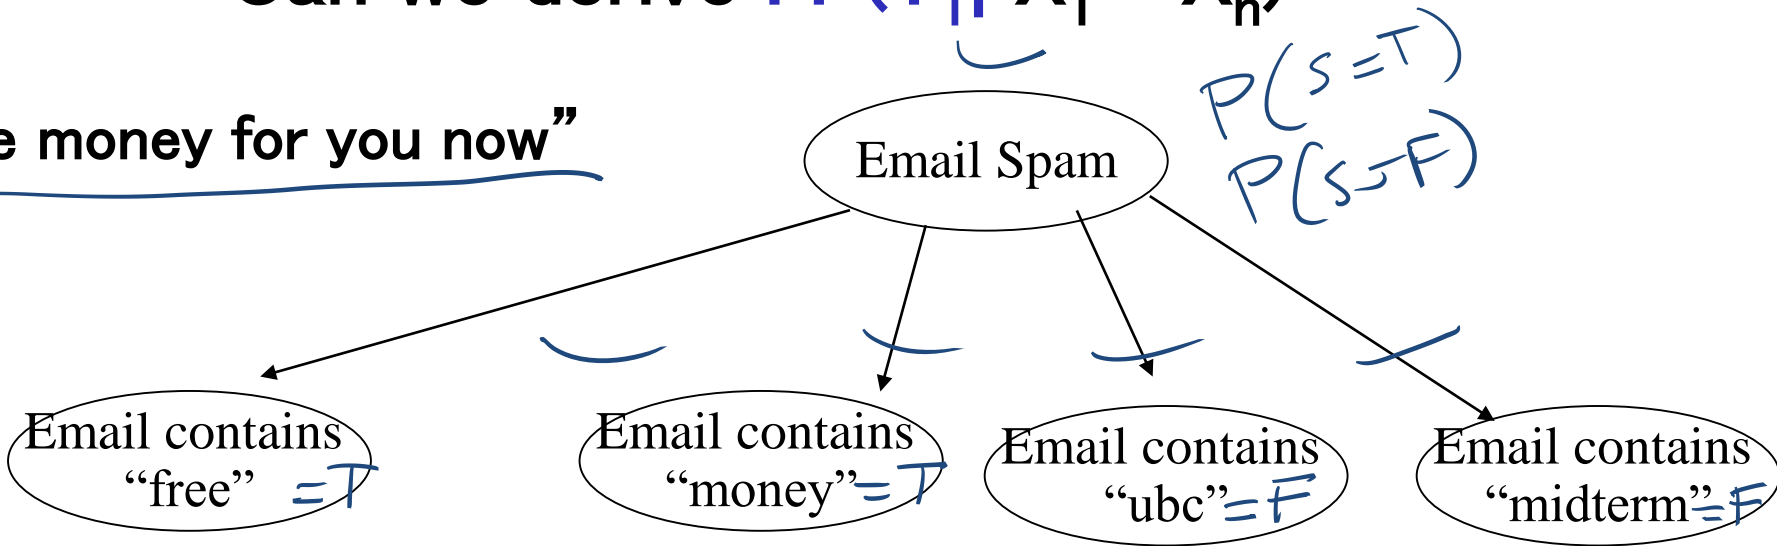 P(S=T)
e money for you now”
Email Spam
P(S=F)
Email contains
“free” =T
Email contains
“money” =T
Email contains
“ubc” =F
Email contains
“midterm” =F